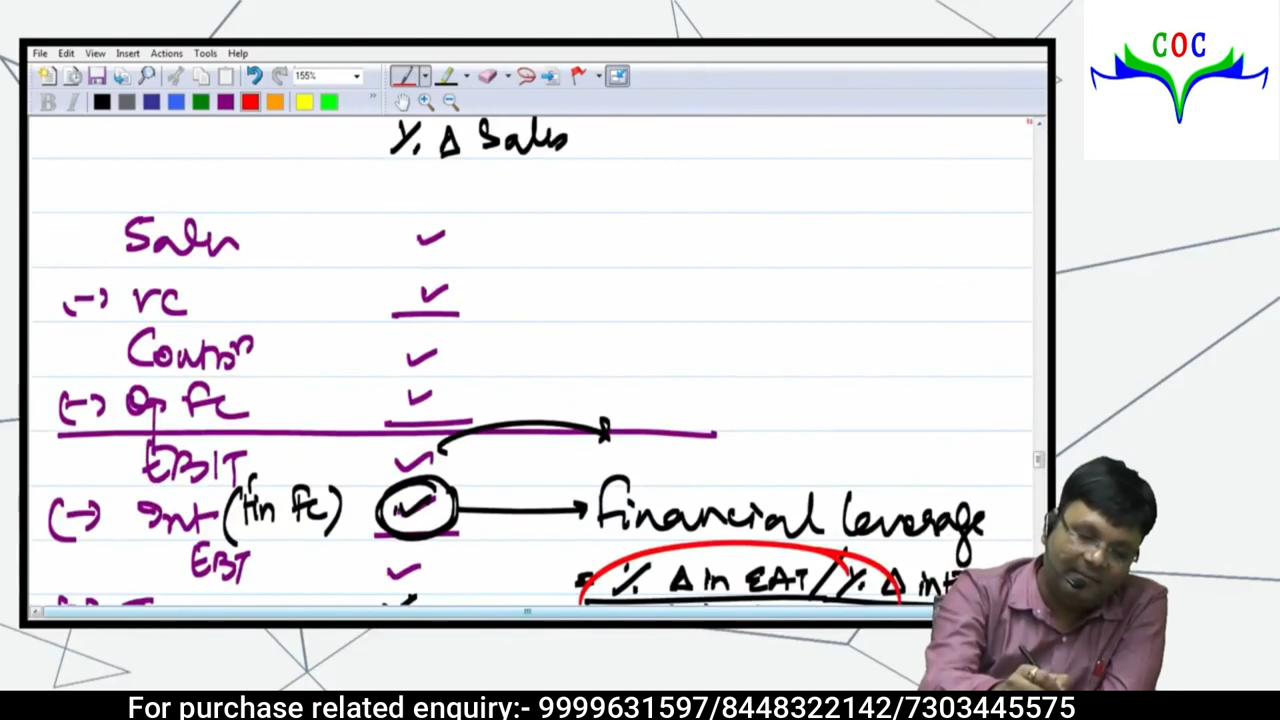 COC
File Edit View Insert Actions Tools Help
155%
B I
% Δ Sales
Sales ✓
(-) VC ✓
Contrn ✓
(-) Op FC ✓
EBIT ✓
(-) Int (Fin FC) ✓ → Financial leverage
EBT ✓
= % Δ in EAT / % Δ in
For purchase related enquiry:- 9999631597/8448322142/7303445575